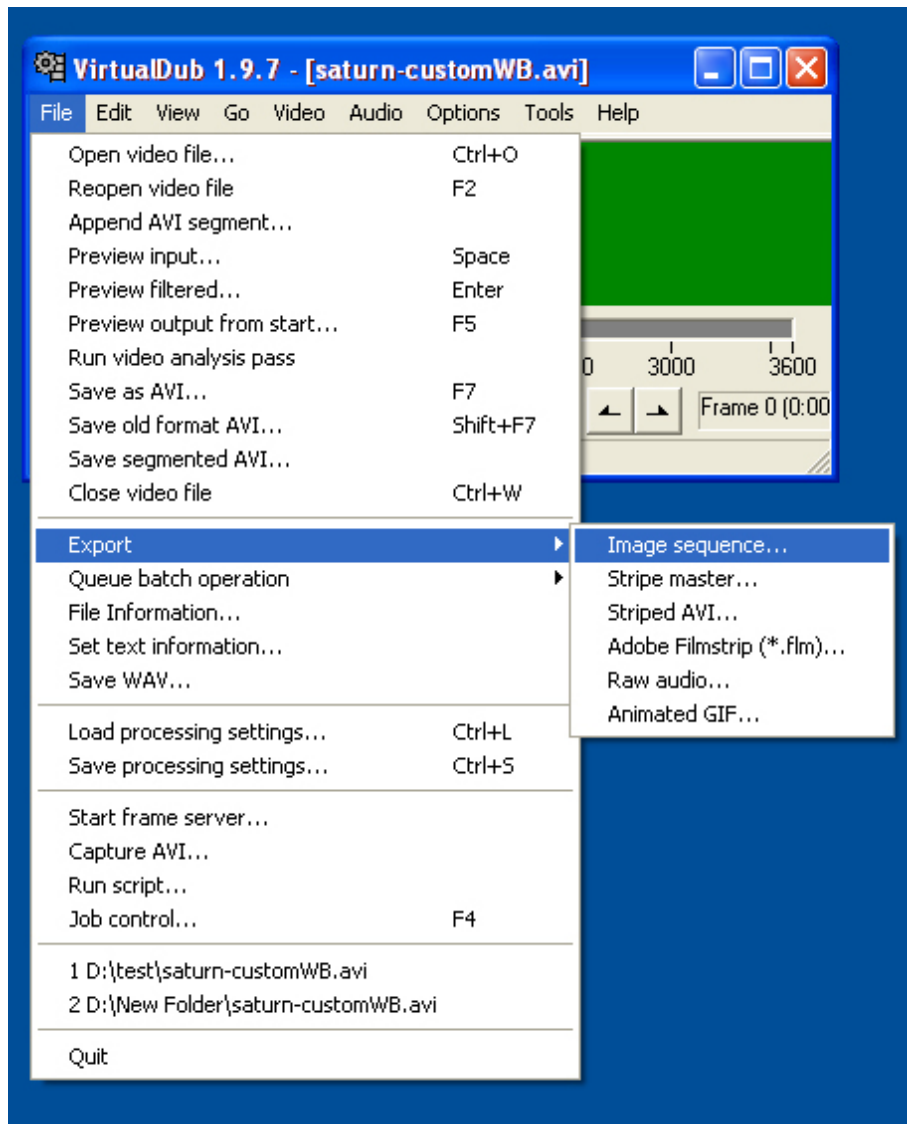 VirtualDub 1.9.7 - [saturn-customWB.avi]
File Edit View Go Video Audio Options Tools Help
Open video file... Ctrl+O
Reopen video file F2
Append AVI segment...
Preview input... Space
Preview filtered... Enter
Preview output from start... F5
Run video analysis pass
0 3000 3600
Save as AVI... F7
Frame 0 (0:00
Save old format AVI... Shift+F7
Save segmented AVI...
Close video file Ctrl+W
Export
Image sequence...
Queue batch operation
Stripe master...
File Information...
Striped AVI...
Set text information...
Adobe Filmstrip (*.flm)...
Save WAV...
Raw audio...
Animated GIF...
Load processing settings... Ctrl+L
Save processing settings... Ctrl+S
Start frame server...
Capture AVI...
Run script...
Job control... F4
1 D:\test\saturn-customWB.avi
2 D:\New Folder\saturn-customWB.avi
Quit